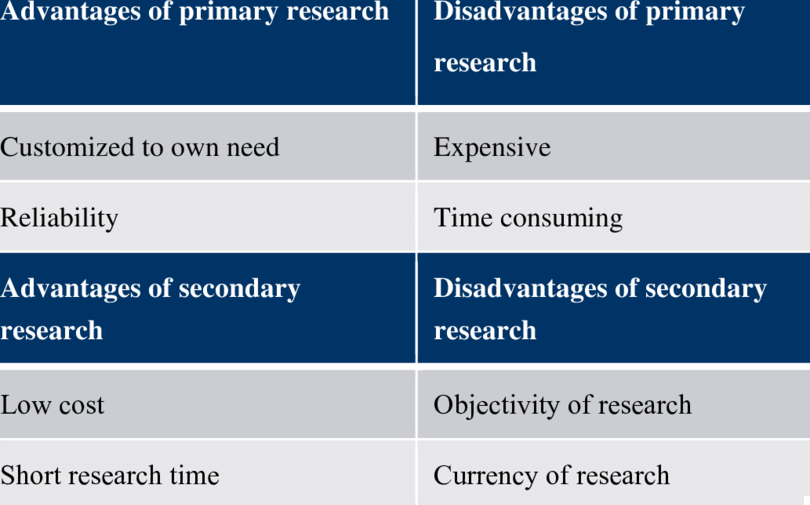 Advantages of primary research
Disadvantages of primary
research
Customized to own need
Expensive
Reliability
Time consuming
Advantages of secondary
research
Disadvantages of secondary
research
Low cost
Objectivity of research
Short research time
Currency of research